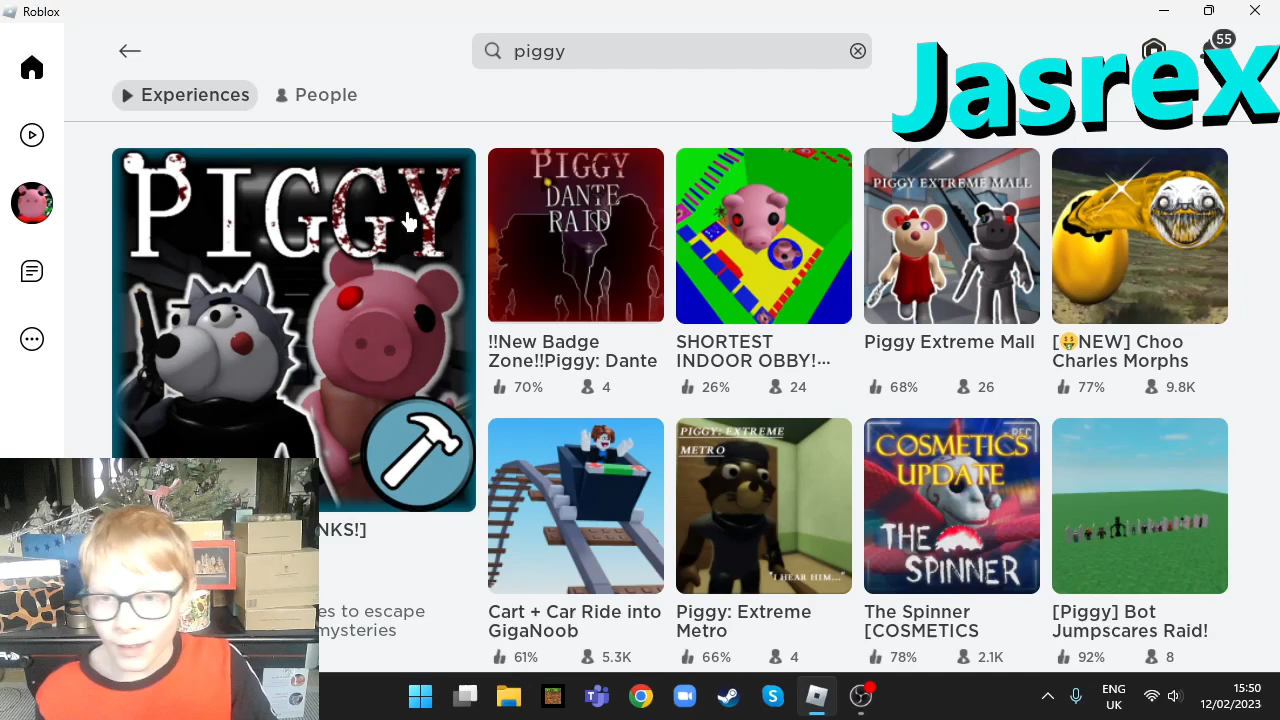 Roblox
piggy
55
Jasrex
Experiences
People
PIGGY
PIGGY
DANTE
RAID
PIGGY EXTREME MALL
!!New Badge
Zone!!Piggy: Dante
70% 4
SHORTEST
INDOOR OBBY!...
26% 24
Piggy Extreme Mall
68% 26
[🤑NEW] Choo
Charles Morphs
77% 9.8K
NKS!]
es to escape
mysteries
PIGGY: EXTREME
METRO
"I HEAR HIM..."
COSMETICS
UPDATE
REC
THE
SPINNER
Cart + Car Ride into
GigaNoob
61% 5.3K
Piggy: Extreme
Metro
66% 4
The Spinner
[COSMETICS
78% 2.1K
[Piggy] Bot
Jumpscares Raid!
92% 8
ENG
UK
15:50
12/02/2023